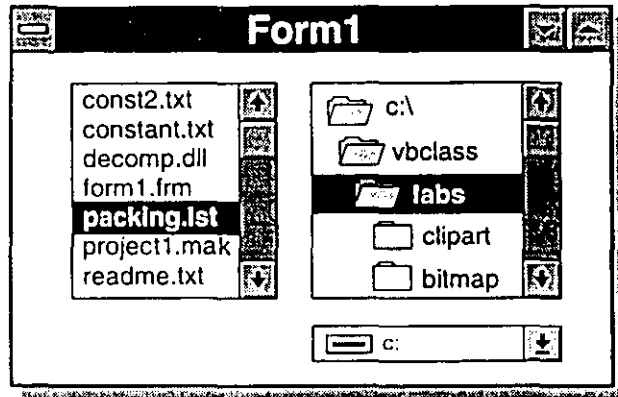 Form1
const2.txt
constant.txt
decomp.dll
form1.frm
packing.lst
project1.mak
readme.txt
c:\
vbclass
labs
clipart
bitmap
c: